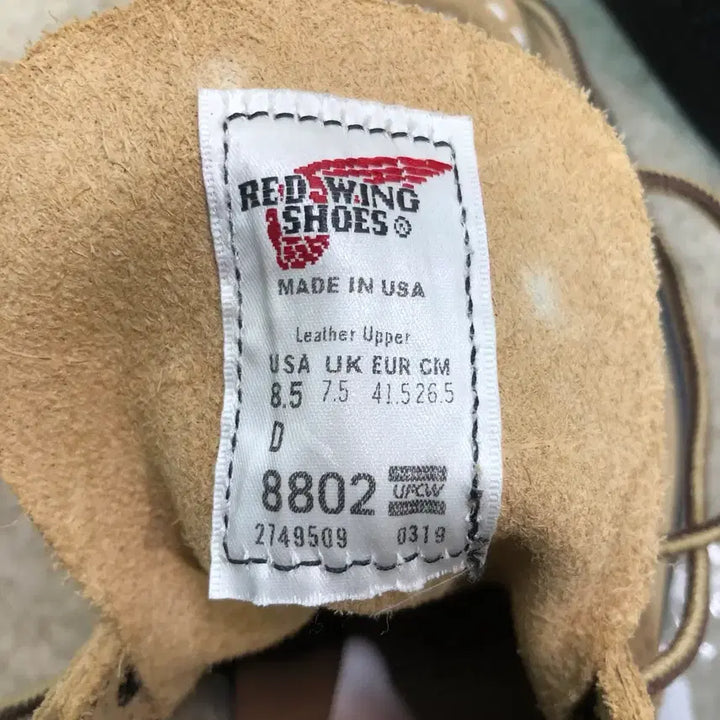 RED WING
SHOES®
MADE IN USA
Leather Upper
USA UK EUR CM
8.5 7.5 41.5 26.5
D
8802 UFCW
2749509 0319